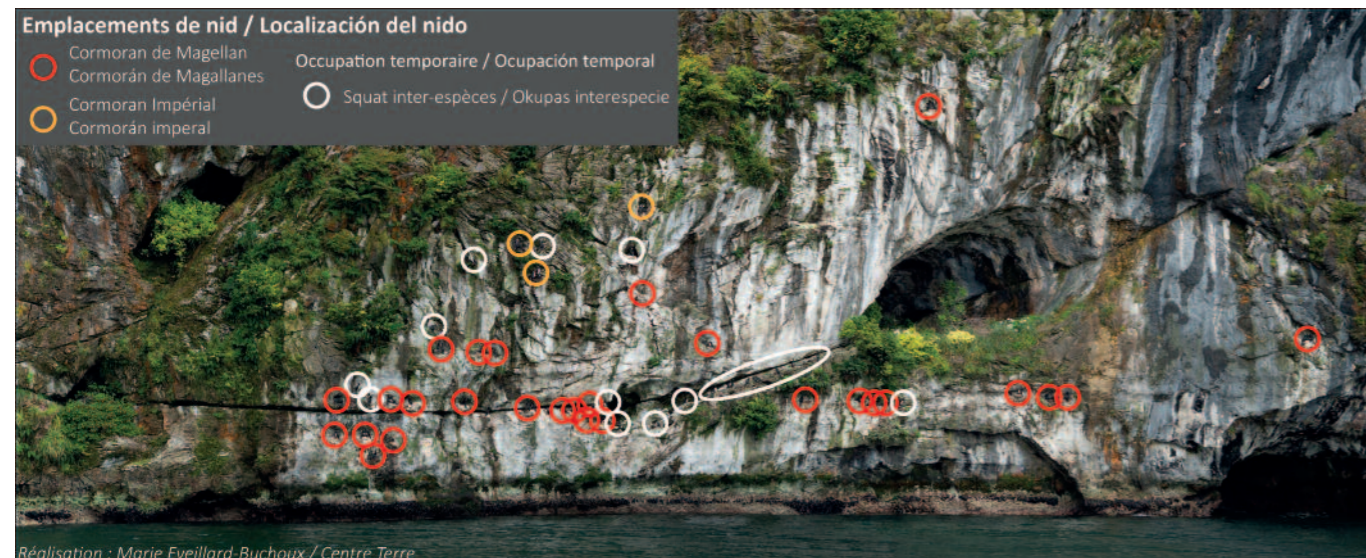 Emplacements de nid / Localización del nido
Cormoran de Magellan
Cormorán de Magallanes
Cormoran Impérial
Cormorán imperal
Occupation temporaire / Ocupación temporal
Squat inter-espèces / Okupas interespecie
Réalisation : Marie Eveillard-Buchoux / Centre Terre